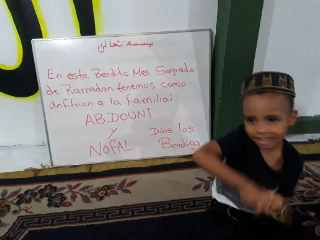 En este Bendito Mes Sagrado
de Ramadan tenemos como
anfitrion a la Familia:
ABDOUNI
Y
NOFAL
Dios los
Bendiga